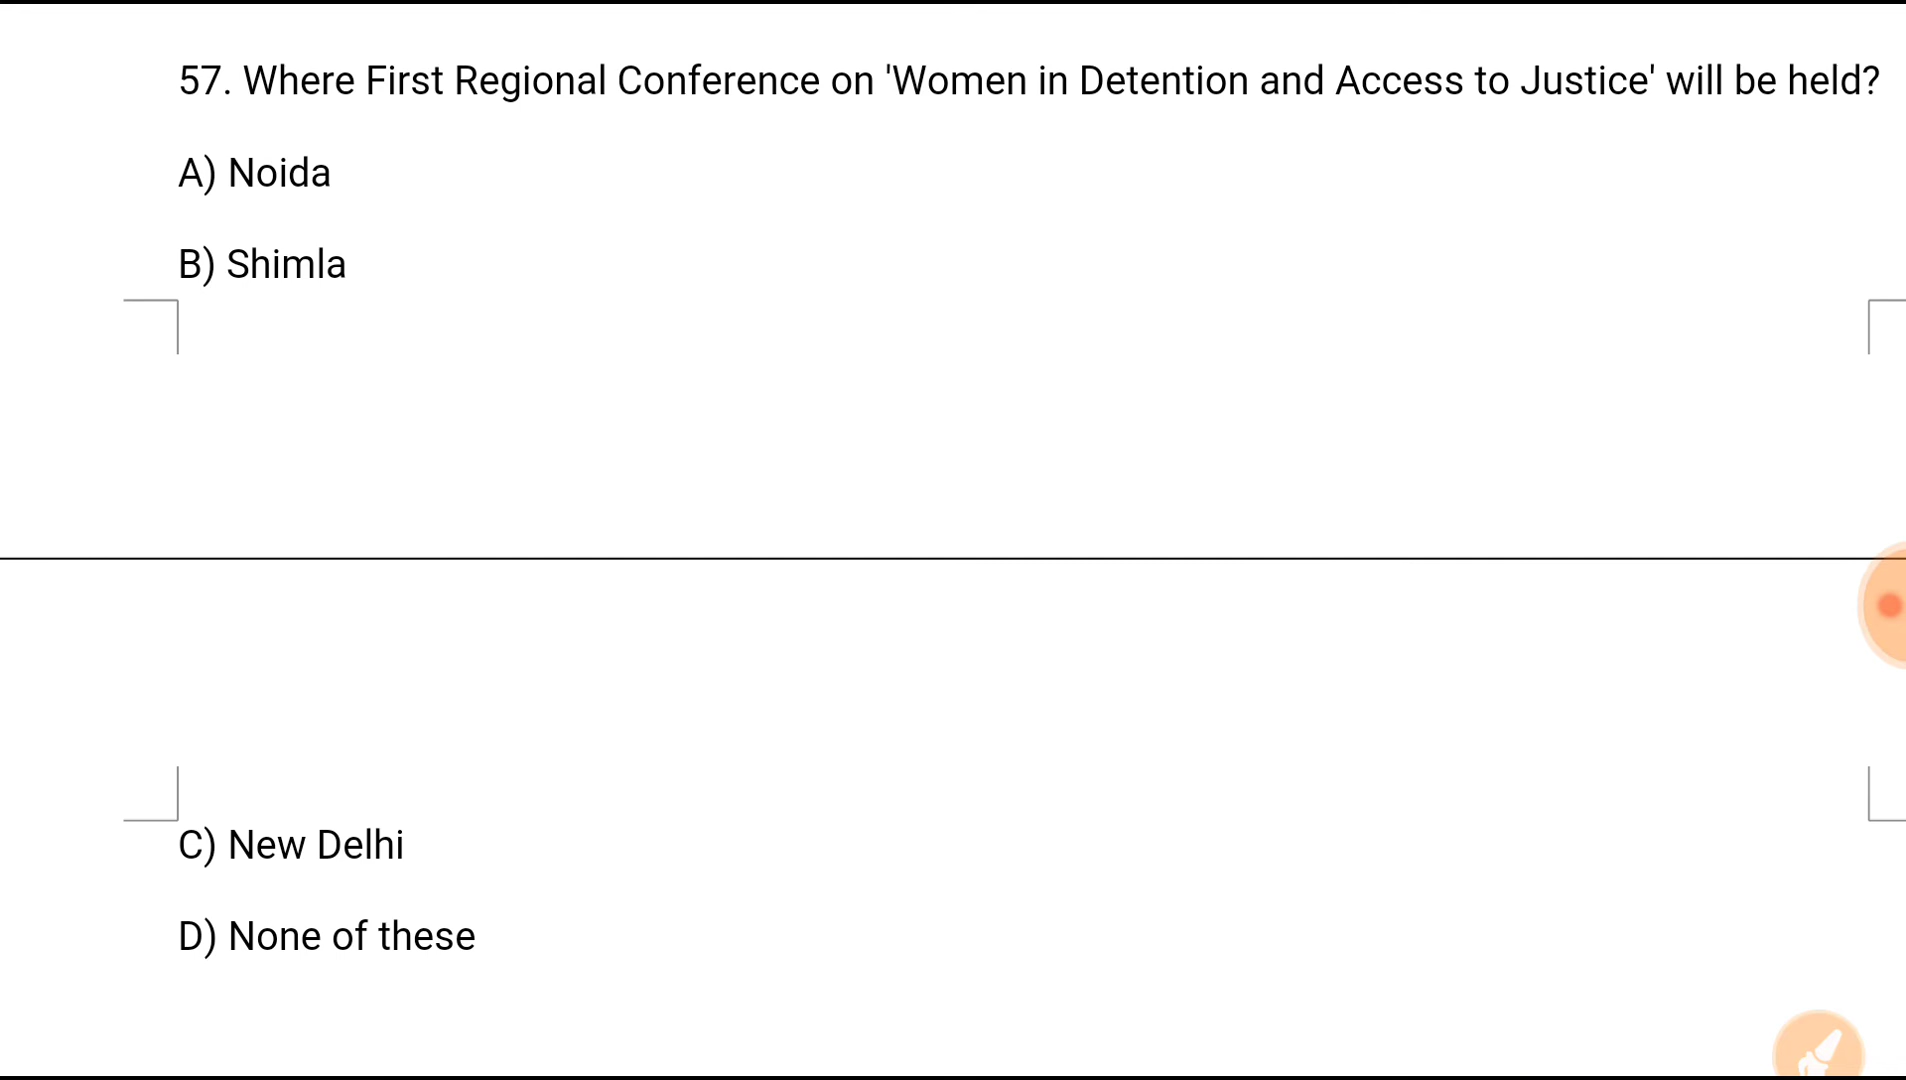 57. Where First Regional Conference on 'Women in Detention and Access to Justice' will be held?
A) Noida
B) Shimla
C) New Delhi
D) None of these